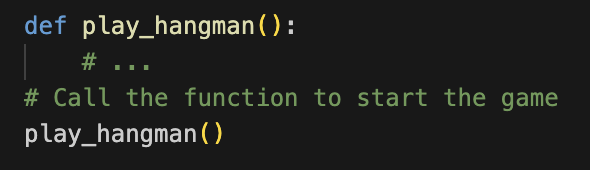 def play_hangman():
    # ...
# Call the function to start the game
play_hangman()